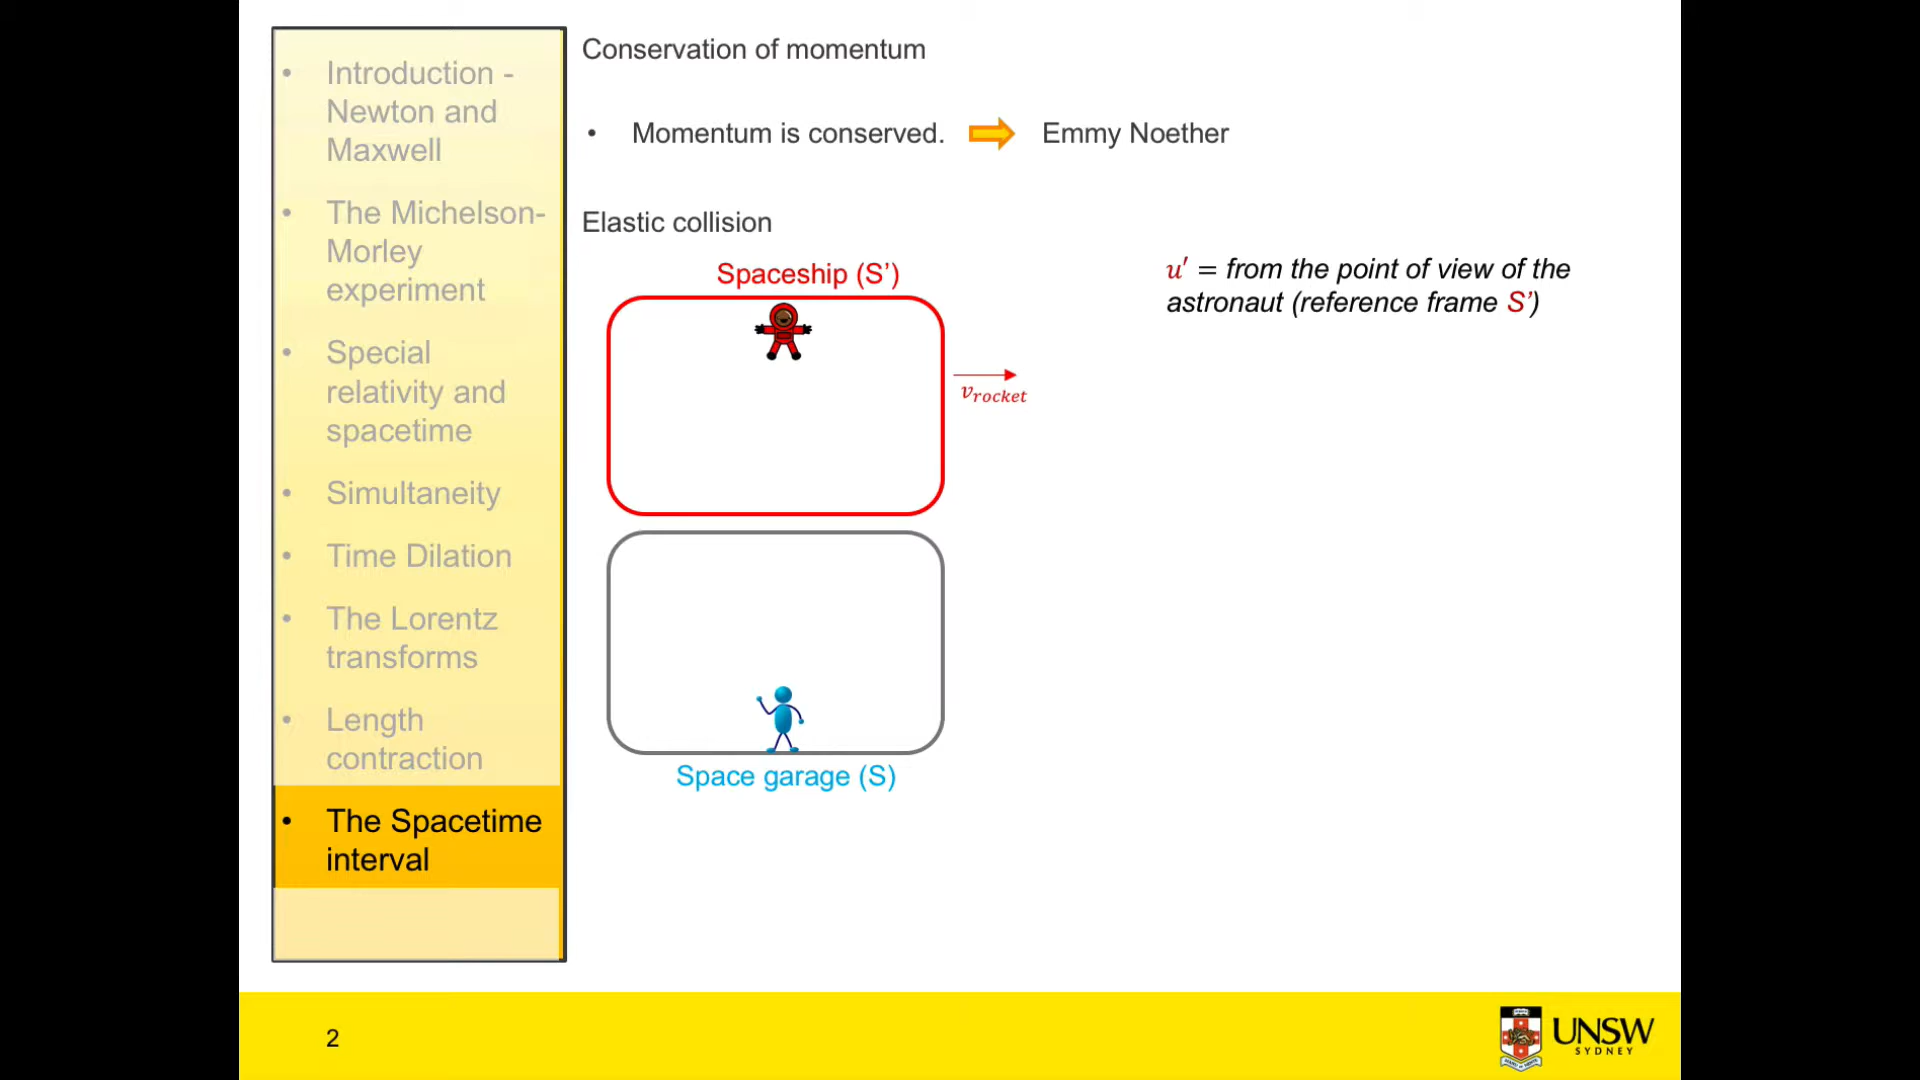 • Introduction -
Newton and
Maxwell
• The Michelson-
Morley
experiment
• Special
relativity and
spacetime
• Simultaneity
• Time Dilation
• The Lorentz
transforms
• Length
contraction
• The Spacetime
interval
Conservation of momentum
• Momentum is conserved. Emmy Noether
Elastic collision
Spaceship (S’)
v_rocket
Space garage (S)
u′ = from the point of view of the
astronaut (reference frame S’)
2
UNSW
SYDNEY